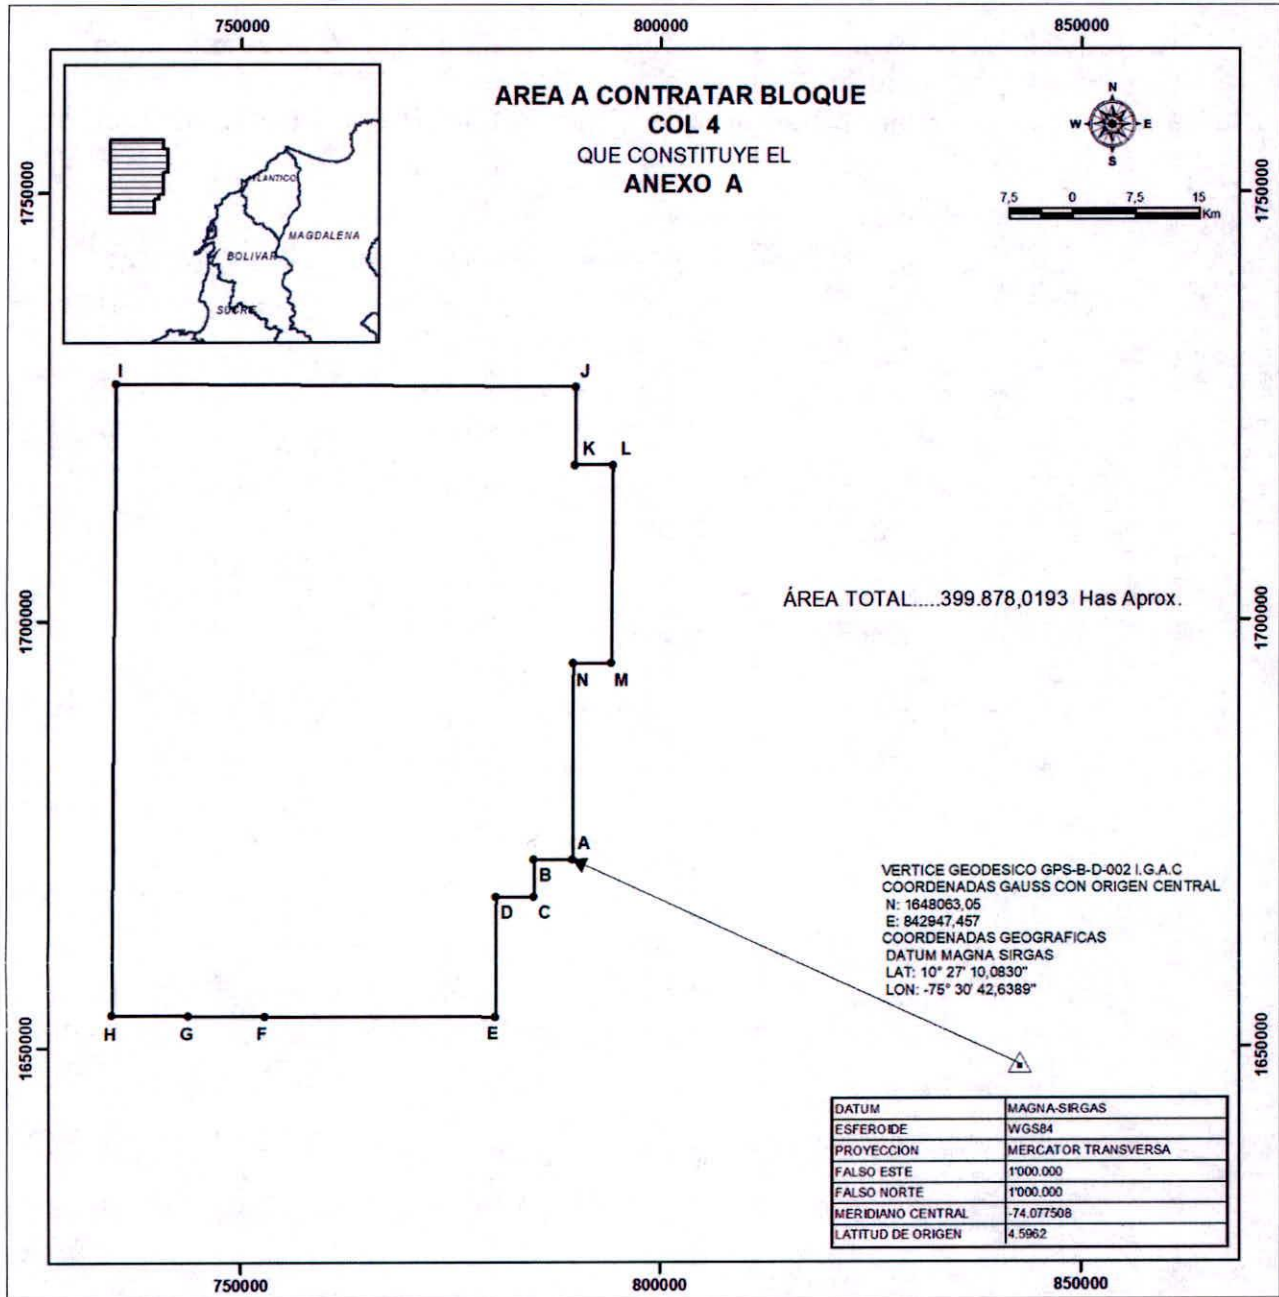 750000 800000 850000
AREA A CONTRATAR BLOQUE
COL 4
QUE CONSTITUYE EL
ANEXO A
N
W E
S
7,5 0 7,5 15
Km
1750000 1750000
TLANTICO
MAGDALENA
BOLIVAR
SUCRE
I J
K L
ÁREA TOTAL.....399.878,0193 Has Aprox.
1700000 1700000
N M
A
B
D C
VERTICE GEODESICO GPS-B-D-002 I.G.A.C
COORDENADAS GAUSS CON ORIGEN CENTRAL
N: 1648063,05
E: 842947,457
COORDENADAS GEOGRAFICAS
DATUM MAGNA SIRGAS
LAT: 10° 27' 10,0830"
LON: -75° 30' 42,6389"
H G F E
1650000 1650000
DATUM MAGNA-SIRGAS
ESFEROIDE WGS84
PROYECCION MERCATOR TRANSVERSA
FALSO ESTE 1'000.000
FALSO NORTE 1'000.000
MERIDIANO CENTRAL -74.077508
LATITUD DE ORIGEN 4.5962
750000 800000 850000